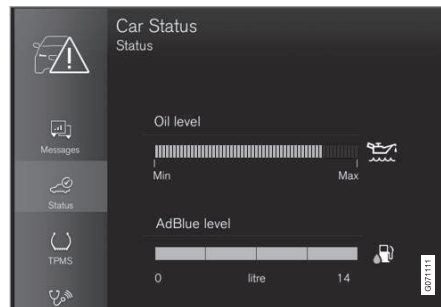 Car Status
Status
Messages
Status
TPMS
Oil level
Min Max
AdBlue level
0 litre 14
G071111